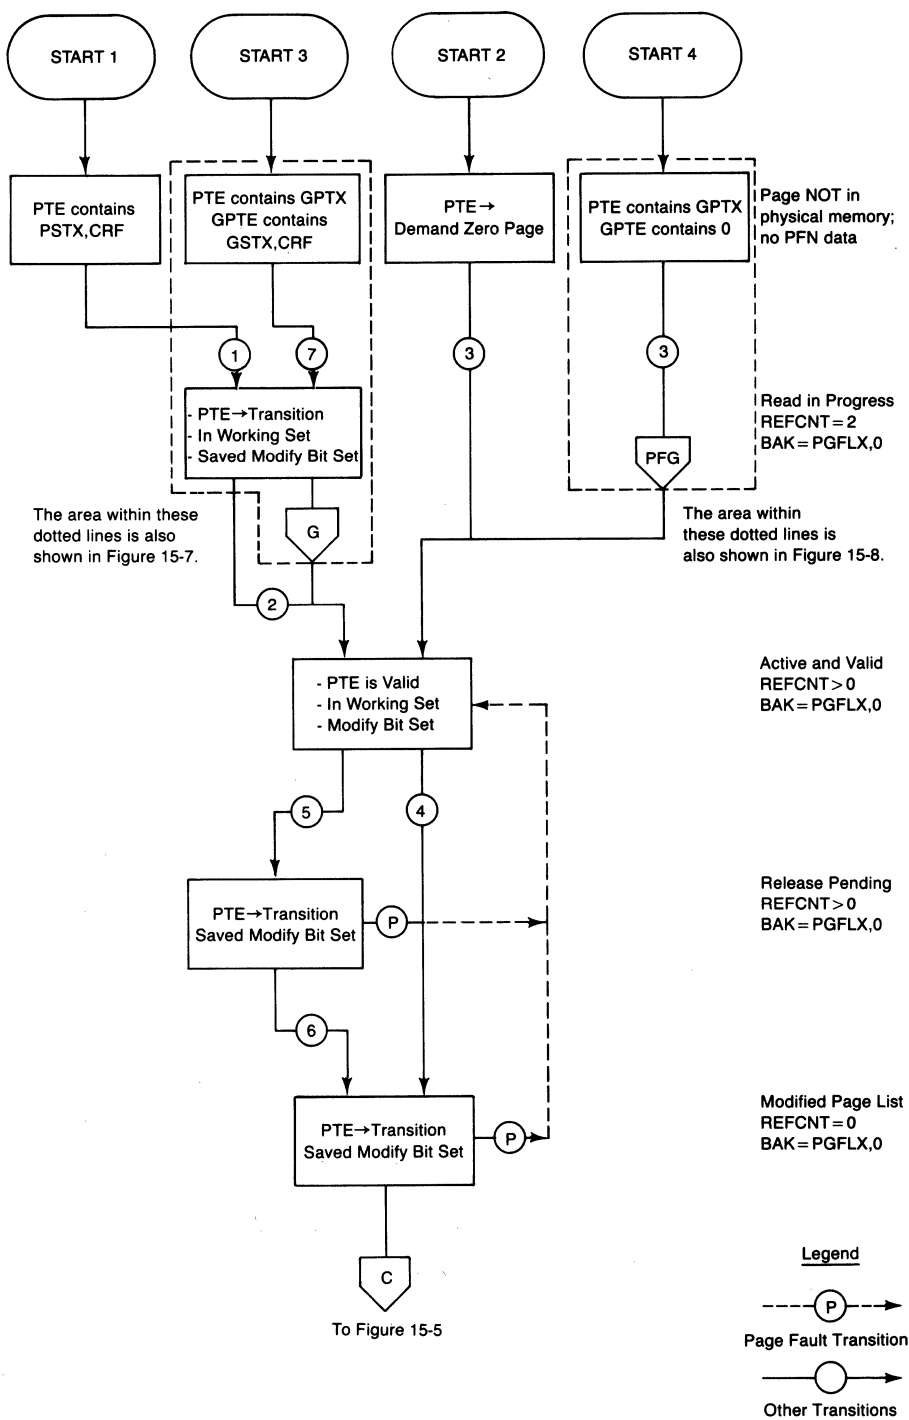 START 1
START 3
START 2
START 4
PTE contains
PSTX,CRF
PTE contains GPTX
GPTE contains
GSTX,CRF
PTE→
Demand Zero Page
PTE contains GPTX
GPTE contains 0
Page NOT in
physical memory;
no PFN data
1
7
3
3
- PTE→Transition
- In Working Set
- Saved Modify Bit Set
Read in Progress
REFCNT=2
BAK=PGFLX,0
PFG
G
The area within these
dotted lines is also
shown in Figure 15-7.
The area within
these dotted lines is
also shown in Figure 15-8.
2
- PTE is Valid
- In Working Set
- Modify Bit Set
Active and Valid
REFCNT>0
BAK=PGFLX,0
5
4
PTE→Transition
Saved Modify Bit Set
P
Release Pending
REFCNT>0
BAK=PGFLX,0
6
PTE→Transition
Saved Modify Bit Set
P
Modified Page List
REFCNT=0
BAK=PGFLX,0
C
To Figure 15-5
Legend
P
Page Fault Transition
Other Transitions